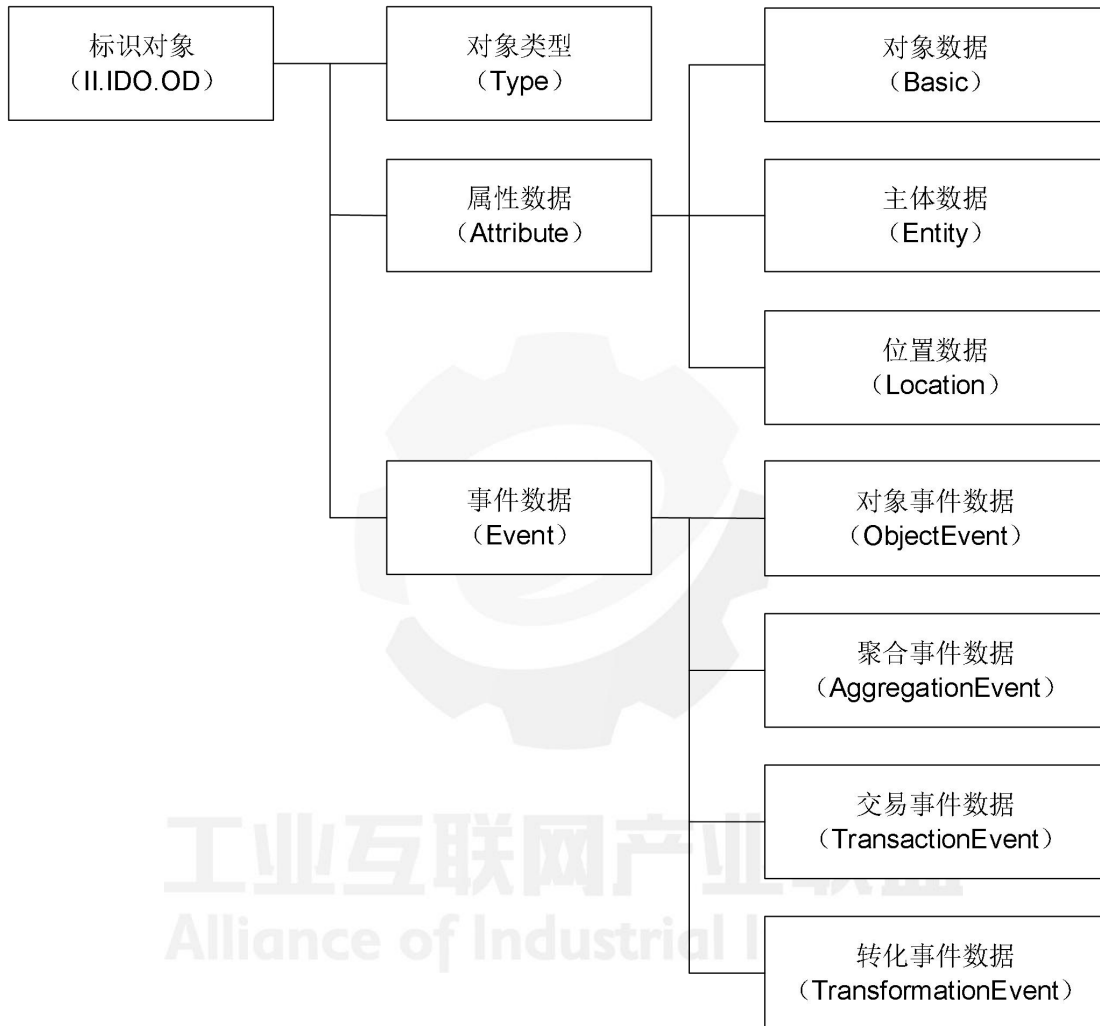 标识对象
（II.IDO.OD）
对象类型
（Type）
对象数据
（Basic）
属性数据
（Attribute）
主体数据
（Entity）
位置数据
（Location）
事件数据
（Event）
对象事件数据
（ObjectEvent）
聚合事件数据
（AggregationEvent）
交易事件数据
（TransactionEvent）
转化事件数据
（TransformationEvent）
工业互联网产业联盟
Alliance of Industrial I